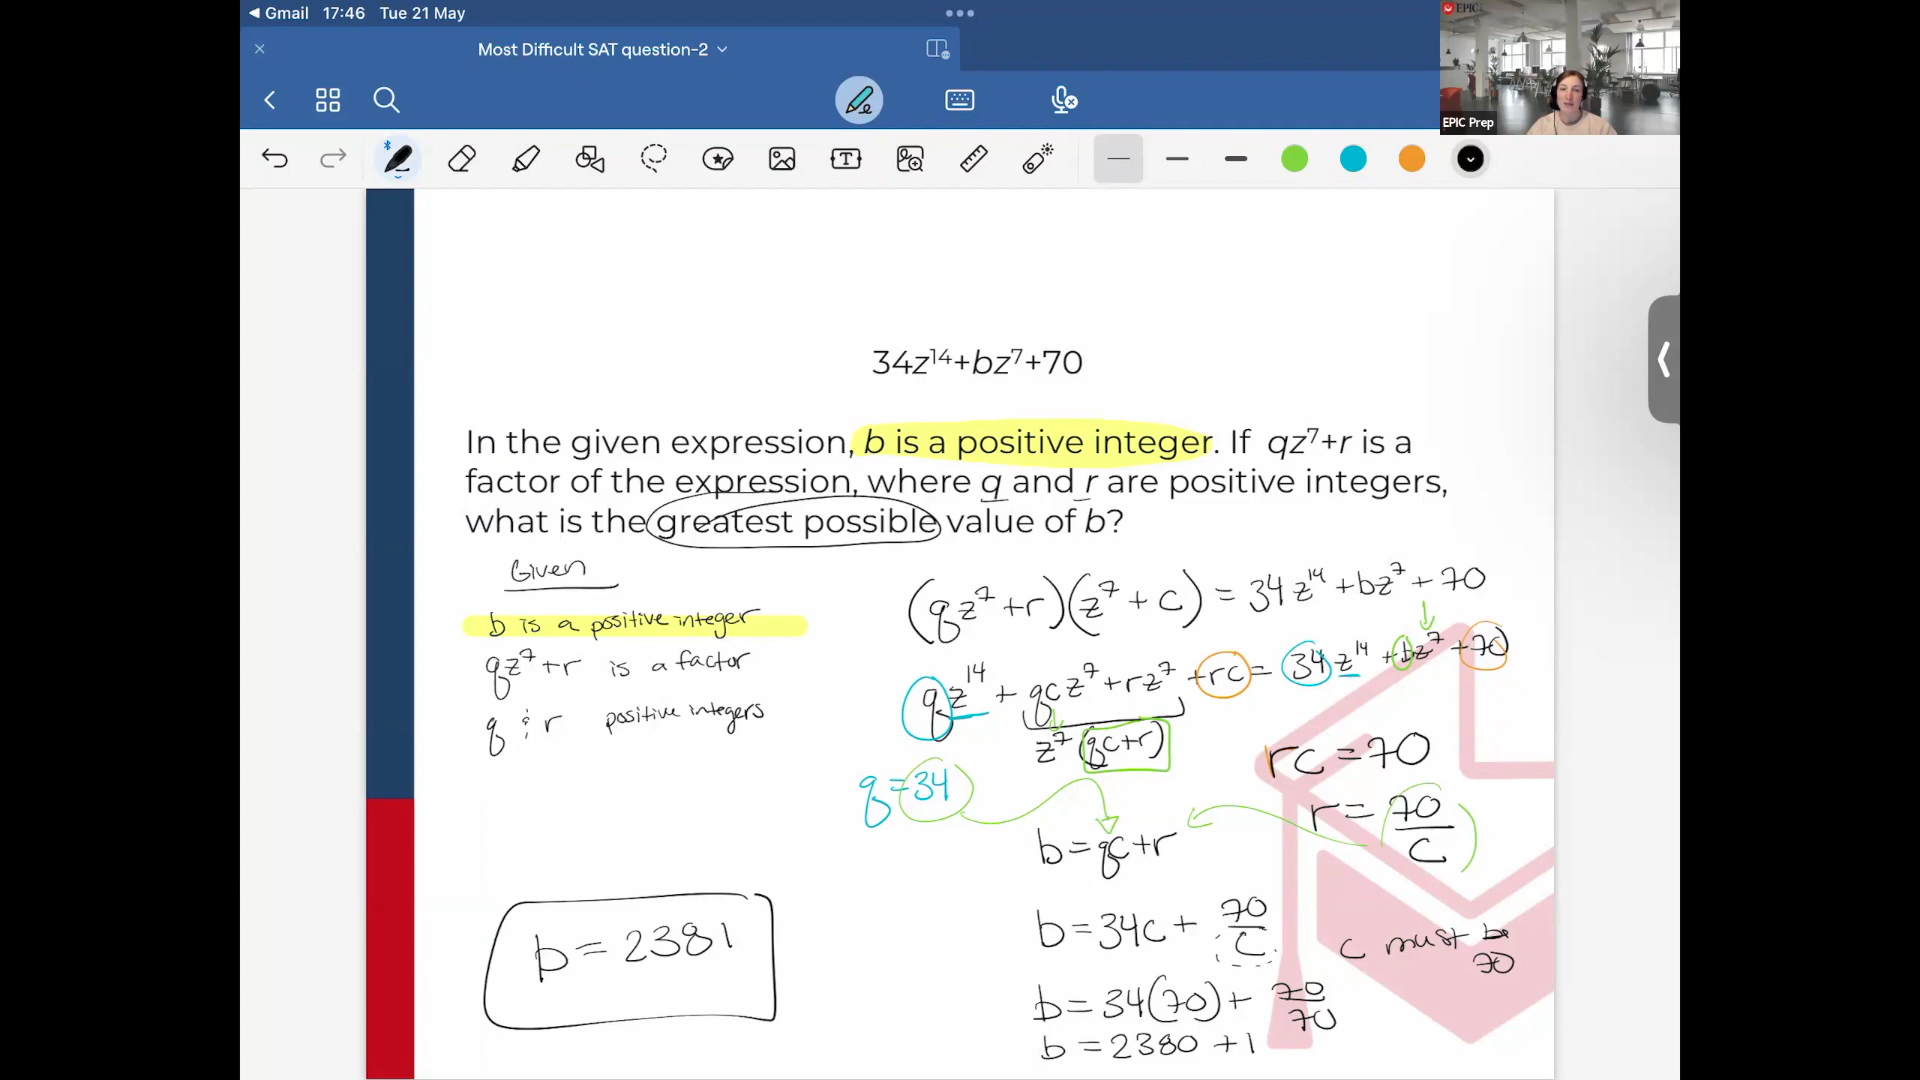 Gmail 17:46 Tue 21 May
Most Difficult SAT question-2
EPIC
EPIC Prep
34z¹⁴+bz⁷+70
In the given expression, b is a positive integer. If qz⁷+r is a
factor of the expression, where q and r are positive integers,
what is the greatest possible value of b?
Given
b is a positive integer
qz⁷+r is a factor
q & r positive integers
(qz⁷+r)(z⁷+c) = 34z¹⁴+bz⁷+70
qz¹⁴ + qcz⁷+rz⁷ +rc = 34z¹⁴ +bz⁷ +70
z⁷(qc+r)
q=34
rc=70
r=70/c
b=qc+r
b=34c+70/c
c must be 70
b=34(70)+70/70
b=2380 +1
b=2381